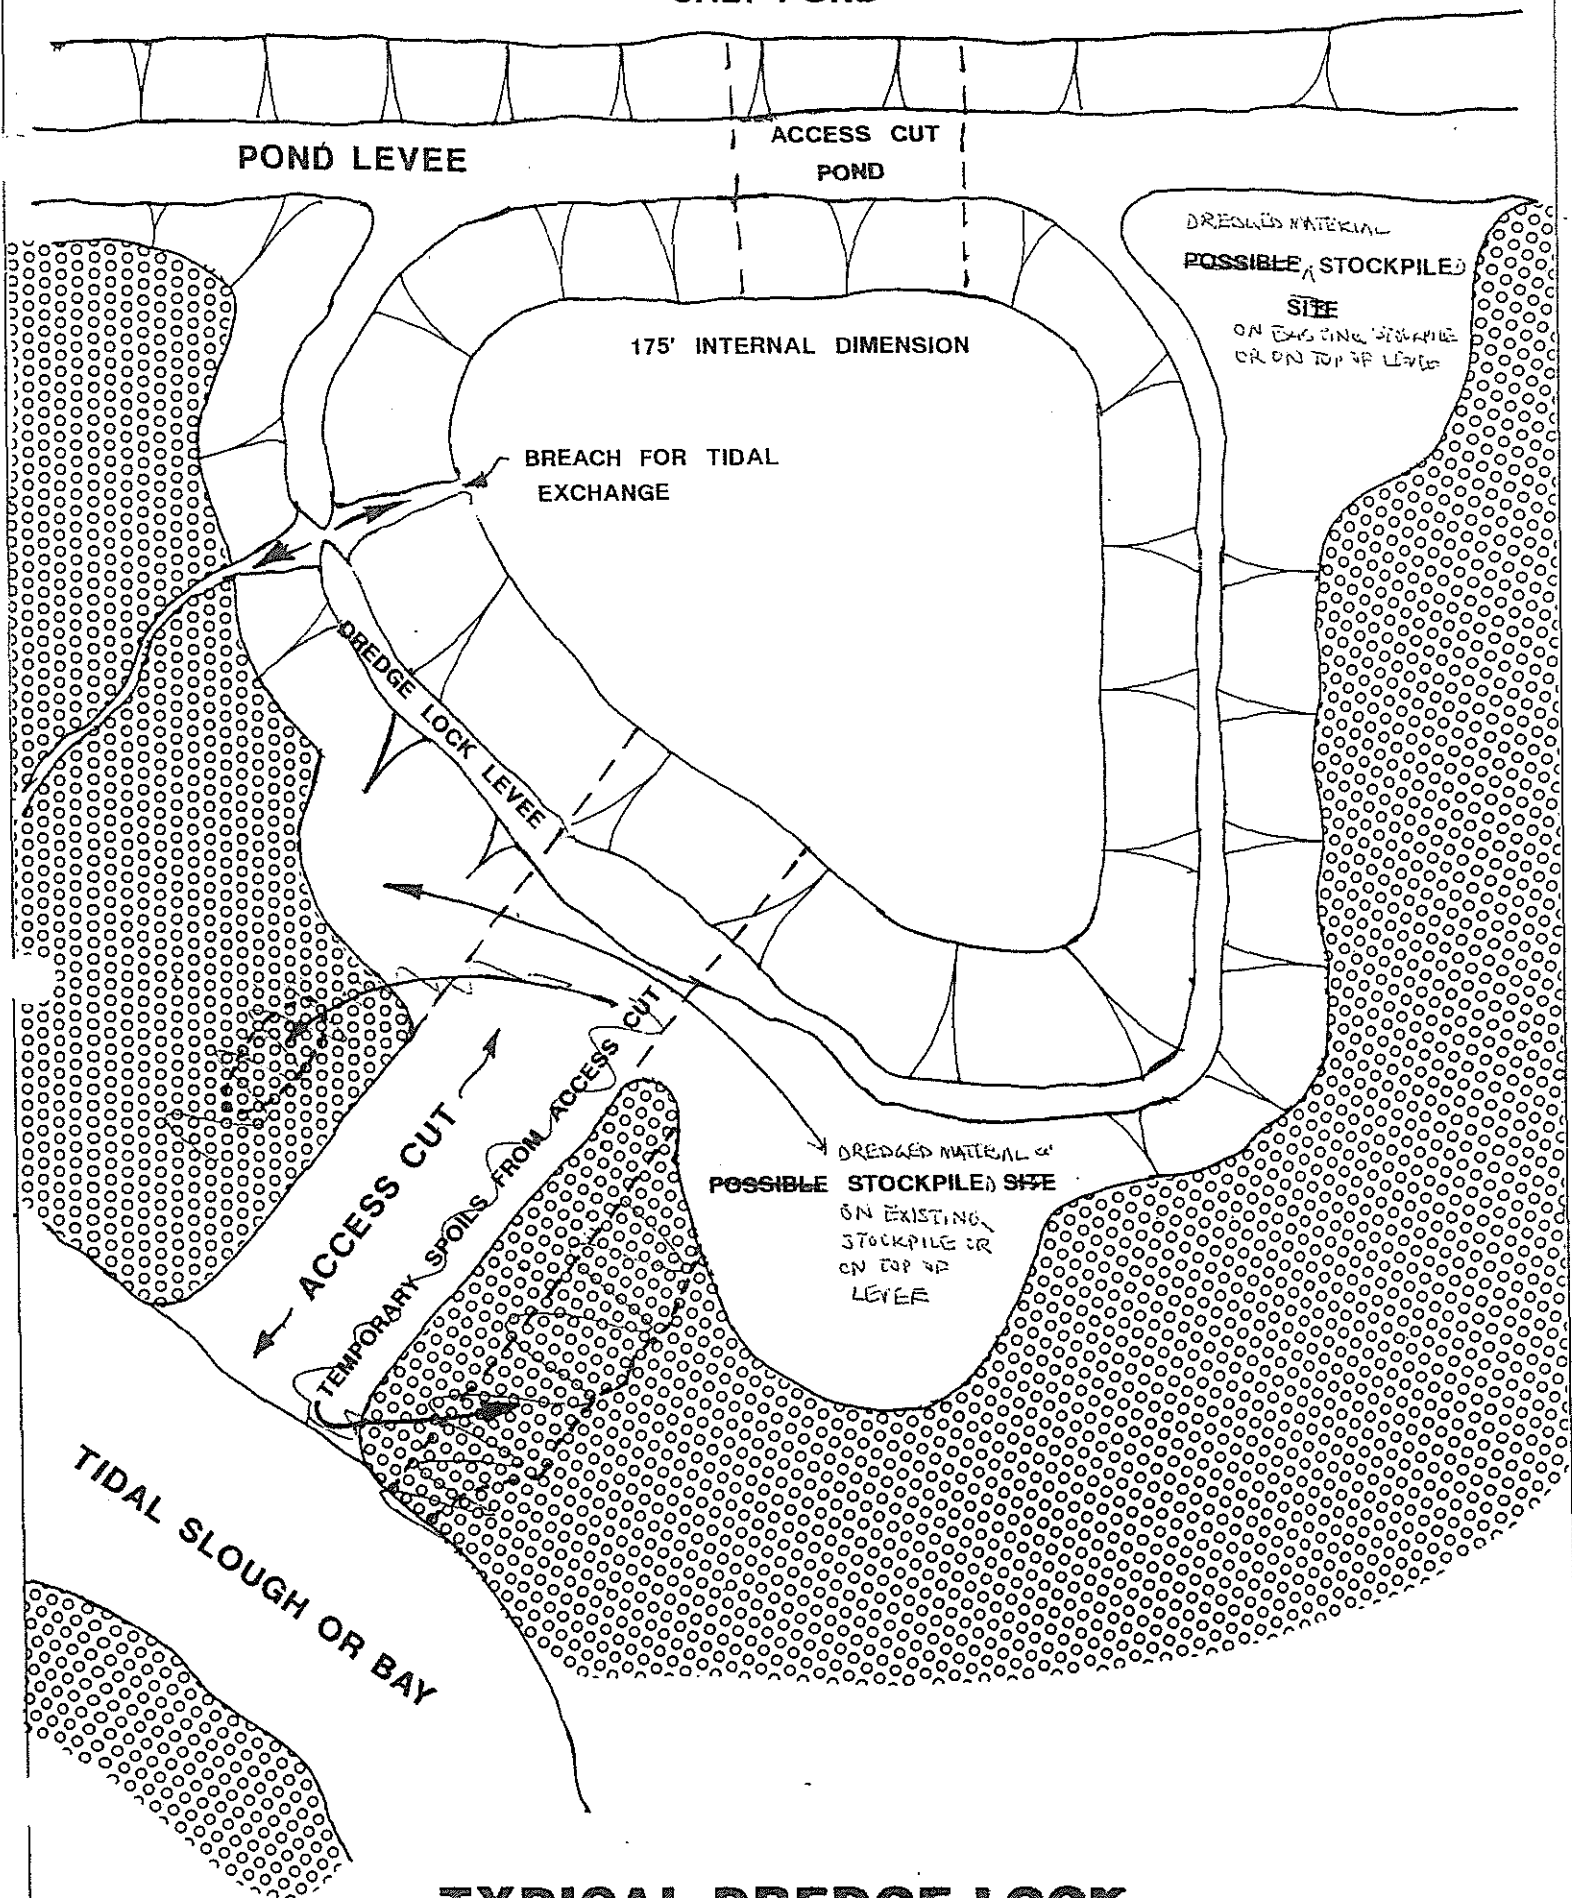 SALT POND
POND LEVEE
ACCESS CUT
POND
DREDGED MATERIAL
POSSIBLE STOCKPILED
SITE
ON EXISTING STOCKPILE
OR ON TOP OF LEVEE
175' INTERNAL DIMENSION
BREACH FOR TIDAL
EXCHANGE
DREDGE LOCK LEVEE
ACCESS CUT
TEMPORARY SPOILS FROM ACCESS CUT
DREDGED MATERIAL
POSSIBLE STOCKPILED SITE
ON EXISTING
STOCKPILE OR
ON TOP OF
LEVEE
TIDAL SLOUGH OR BAY
TYPICAL DREDGE LOCK